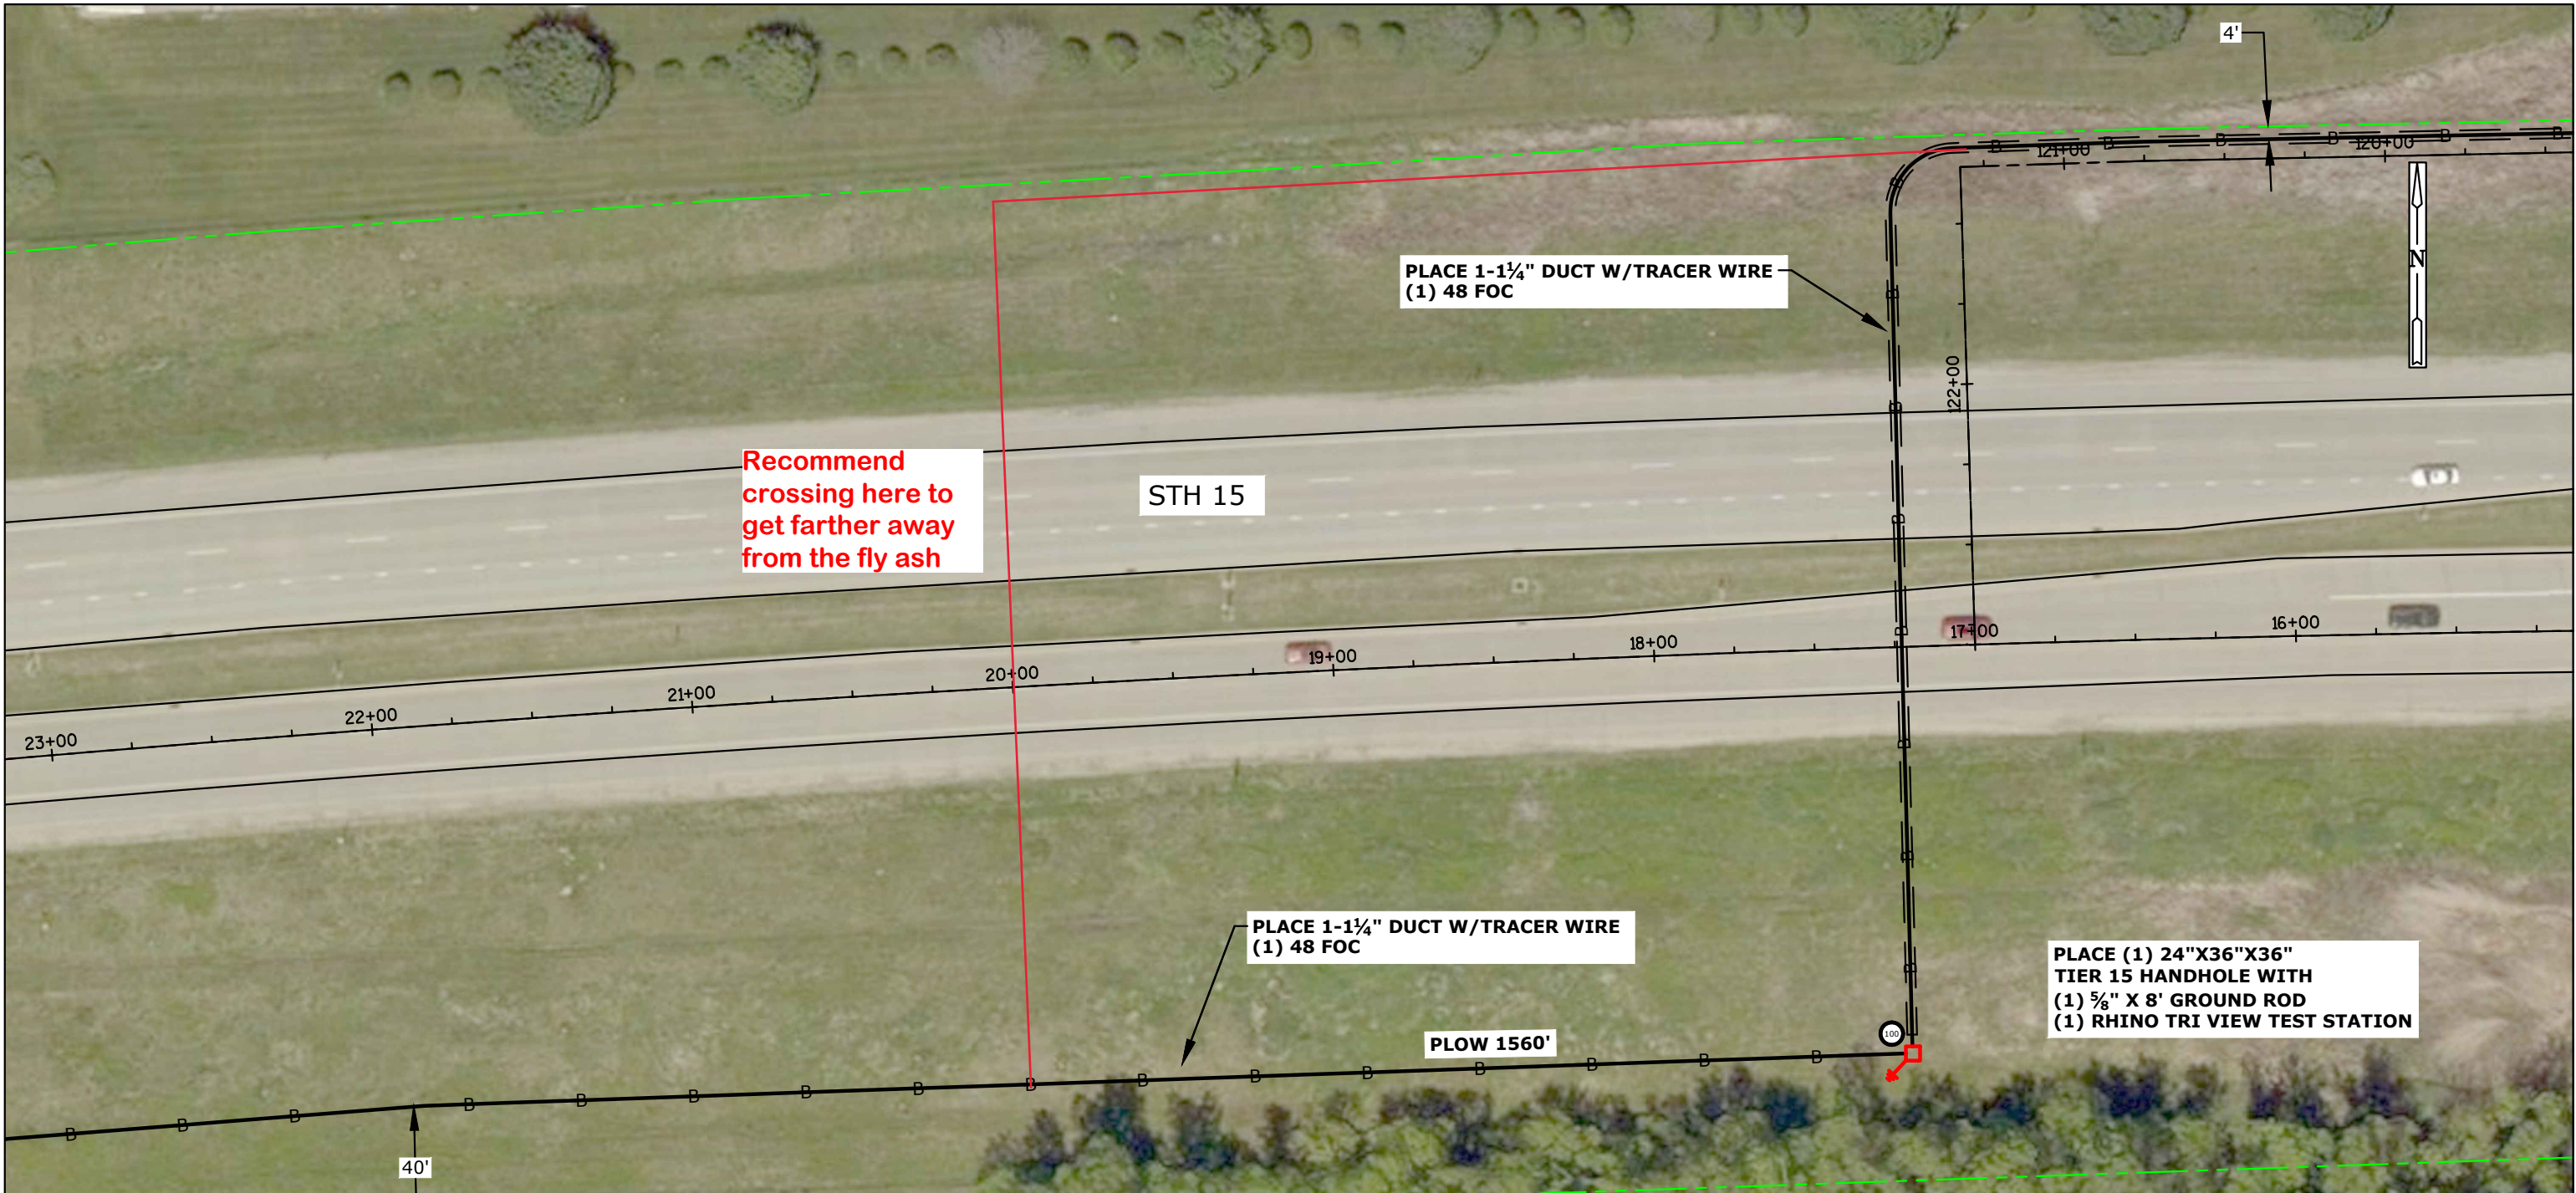 4'
121+00
120+00
N
PLACE 1-1¼" DUCT W/TRACER WIRE
(1) 48 FOC
122+00
Recommend
crossing here to
get farther away
from the fly ash
STH 15
23+00
22+00
21+00
20+00
19+00
18+00
17+00
16+00
PLACE 1-1¼" DUCT W/TRACER WIRE
(1) 48 FOC
PLACE (1) 24"X36"X36"
TIER 15 HANDHOLE WITH
(1) ⅝" X 8' GROUND ROD
(1) RHINO TRI VIEW TEST STATION
100
PLOW 1560'
B B B B B B B B B B B B B B B B B
40'